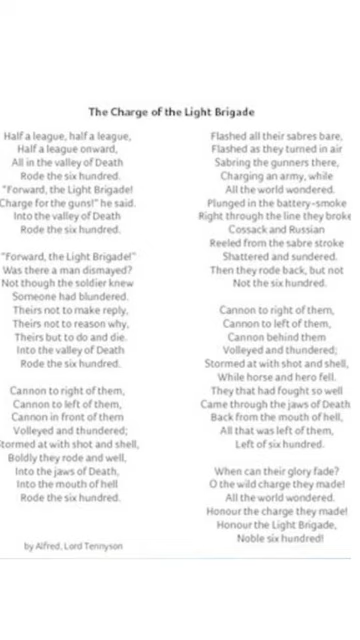 The Charge of the Light Brigade
Half a league, half a league,
Half a league onward,
All in the valley of Death
Rode the six hundred.
"Forward, the Light Brigade!
Charge for the guns!" he said.
Into the valley of Death
Rode the six hundred.
"Forward, the Light Brigade!"
Was there a man dismayed?
Not though the soldier knew
Someone had blundered.
Theirs not to make reply,
Theirs not to reason why,
Theirs but to do and die.
Into the valley of Death
Rode the six hundred.
Cannon to right of them,
Cannon to left of them,
Cannon in front of them
Volleyed and thundered;
Stormed at with shot and shell,
Boldly they rode and well,
Into the jaws of Death,
Into the mouth of hell
Rode the six hundred.
by Alfred, Lord Tennyson
Flashed all their sabres bare,
Flashed as they turned in air
Sabring the gunners there,
Charging an army, while
All the world wondered.
Plunged in the battery-smoke
Right through the line they broke
Cossack and Russian
Reeled from the sabre stroke
Shattered and sundered.
Then they rode back, but not
Not the six hundred.
Cannon to right of them,
Cannon to left of them,
Cannon behind them
Volleyed and thundered;
Stormed at with shot and shell,
While horse and hero fell.
They that had fought so well
Came through the jaws of Death
Back from the mouth of hell,
All that was left of them,
Left of six hundred.
When can their glory fade?
O the wild charge they made!
All the world wondered.
Honour the charge they made!
Honour the Light Brigade,
Noble six hundred!